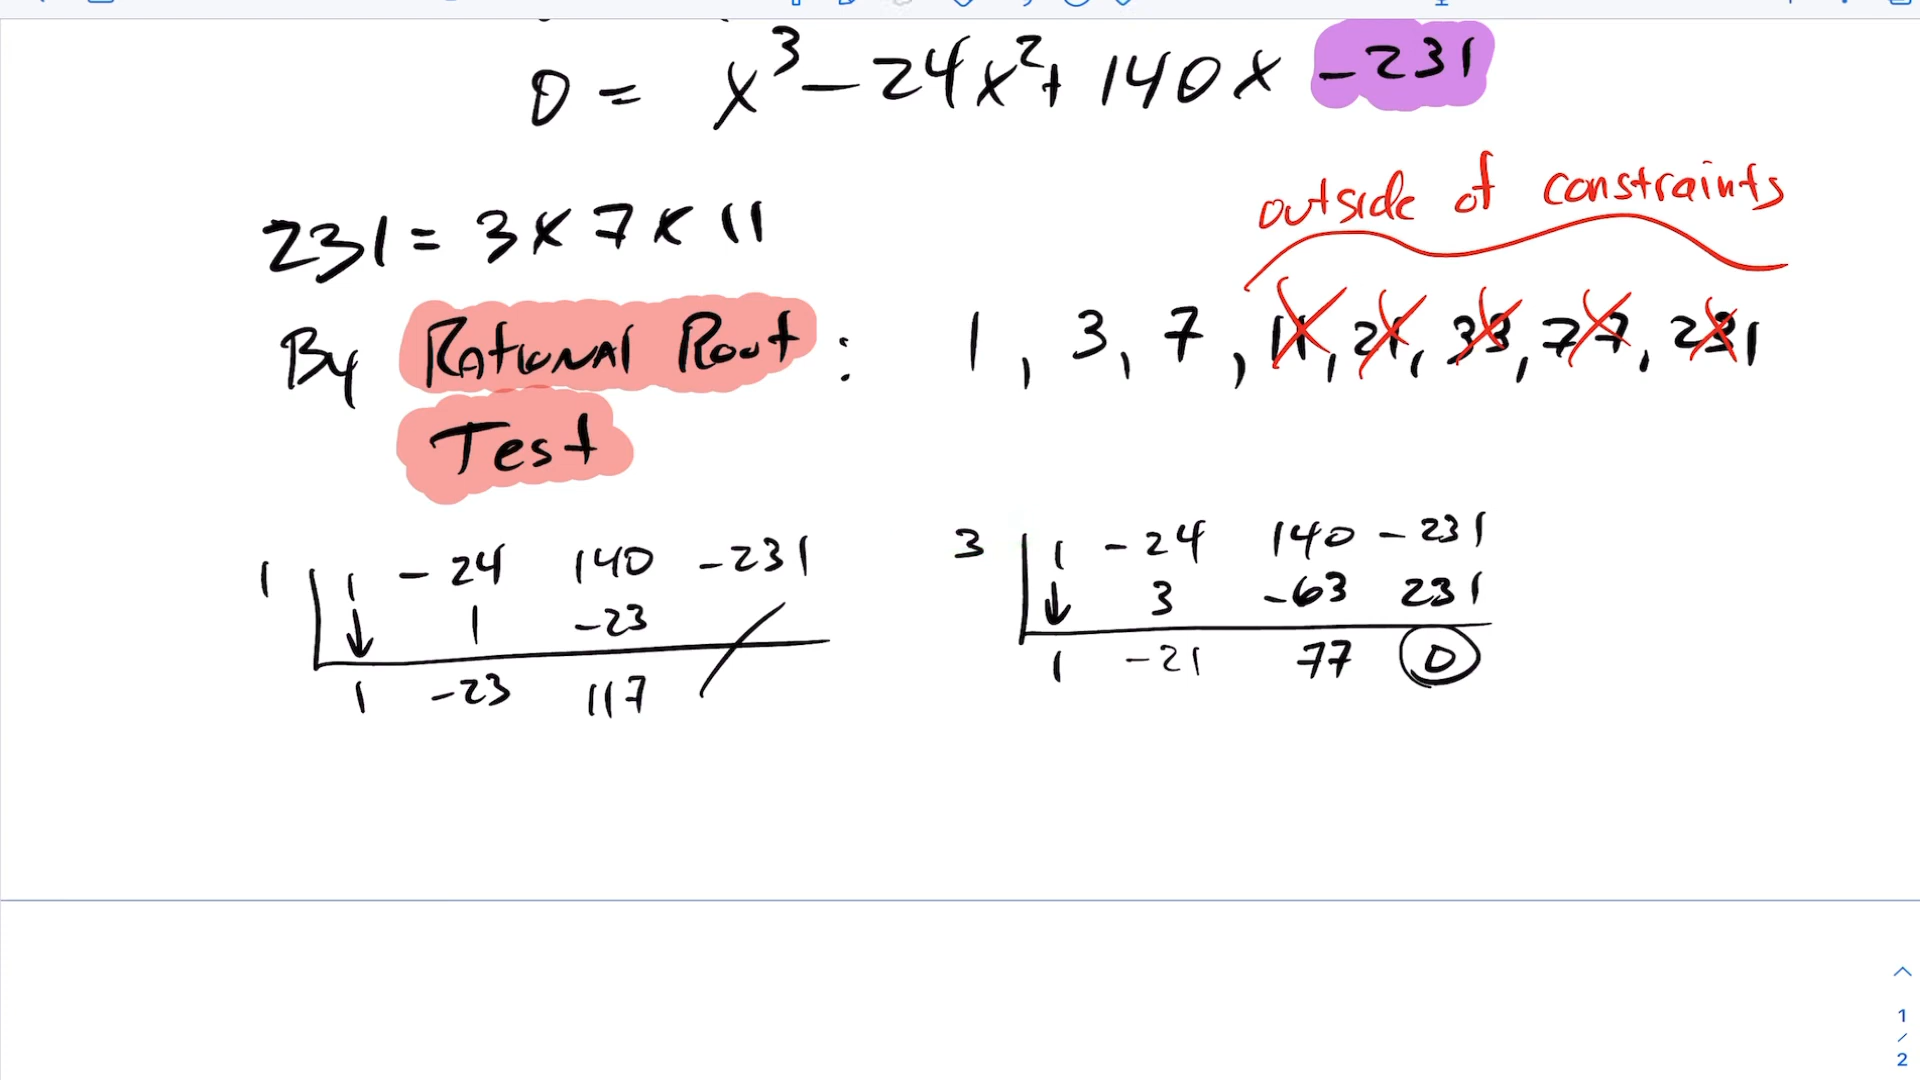 0 = x³ - 24x² + 140x - 231
outside of constraints
231 = 3 × 7 × 11
By Rational Root : 1, 3, 7, 11, 21, 33, 77, 231
Test
1 | 1 -24 140 -231
1 -23
1 -23 117
3 | 1 -24 140 -231
3 -63 231
1 -21 77 0
1
/
2